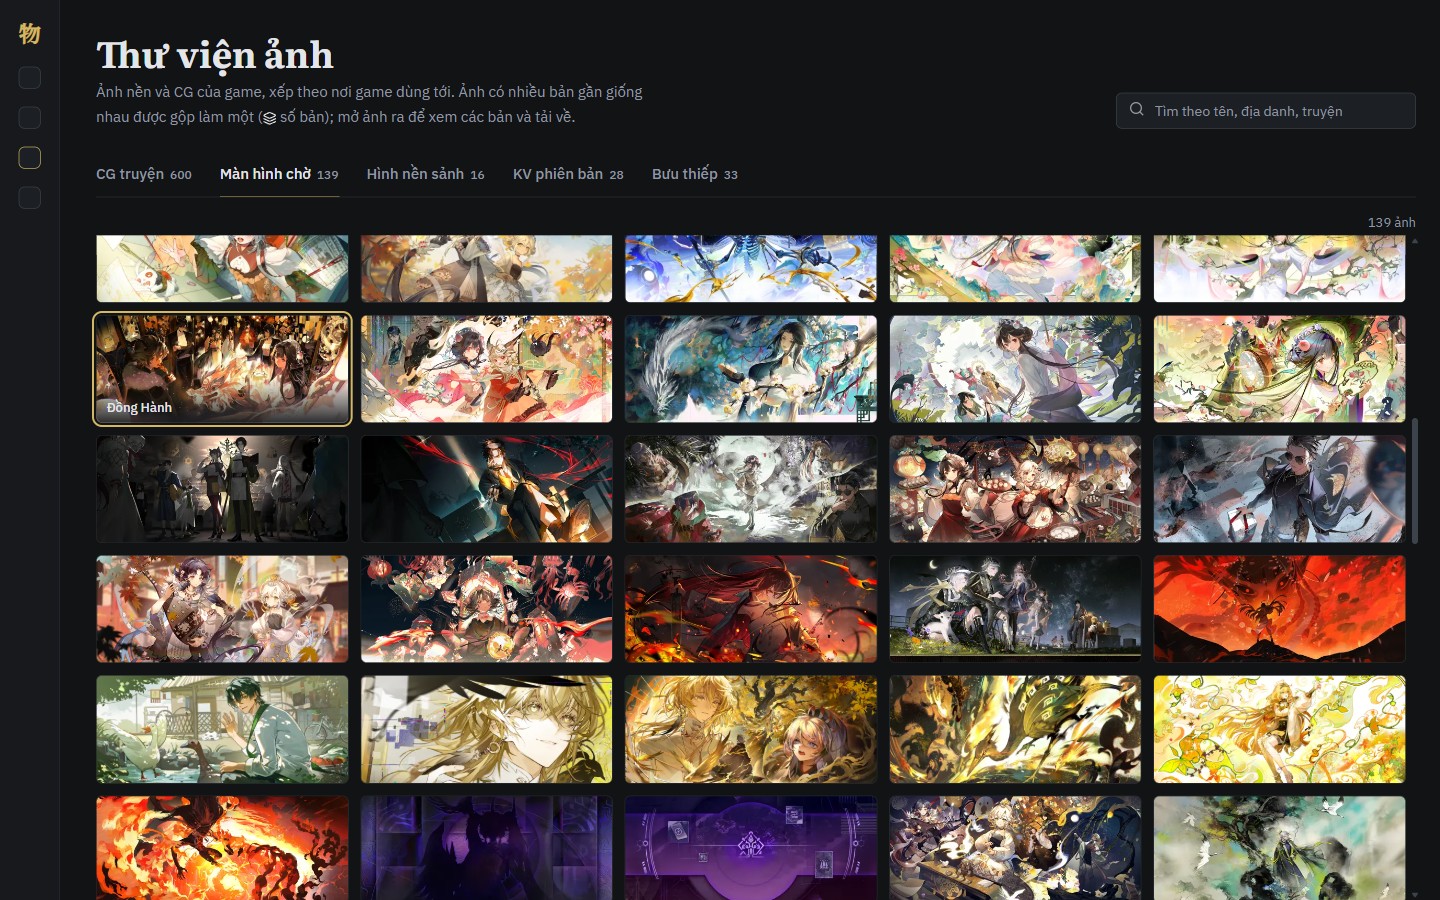 物
Thư viện ảnh
Ảnh nền và CG của game, xếp theo nơi game dùng tới. Ảnh có nhiều bản gần giống
nhau được gộp làm một (số bản); mở ảnh ra để xem các bản và tải về.
Tìm theo tên, địa danh, truyện
CG truyện 600
Màn hình chờ 139
Hình nền sảnh 16
KV phiên bản 28
Bưu thiếp 33
139 ảnh
Đồng Hành